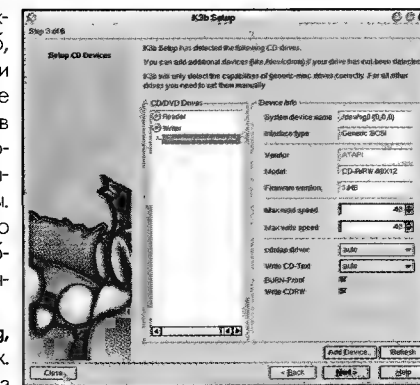 K3b Setup
Step 3 of 6
Setup CD Devices
K3b Setup has detected the following CD drives.
You can add additional devices (like /dev/cdrom) if your drive has not been detected.
K3b will only detect the capabilities of generic-mmc drives correctly. For all other
drives you need to set them manually
CD/DVD Drives
Reader
Writer
Device Info
System device name
Interface type
Generic SCSI
Vendor
ATAPI
Model
CD-R/RW 40X12
Firmware version
Max read speed
40
Max write speed
40
cdrdao driver
auto
Write CD-Text
auto
BURN-Proof
Write CDRW
Add Device...
Refresh
Close
< Back
Next >
Help